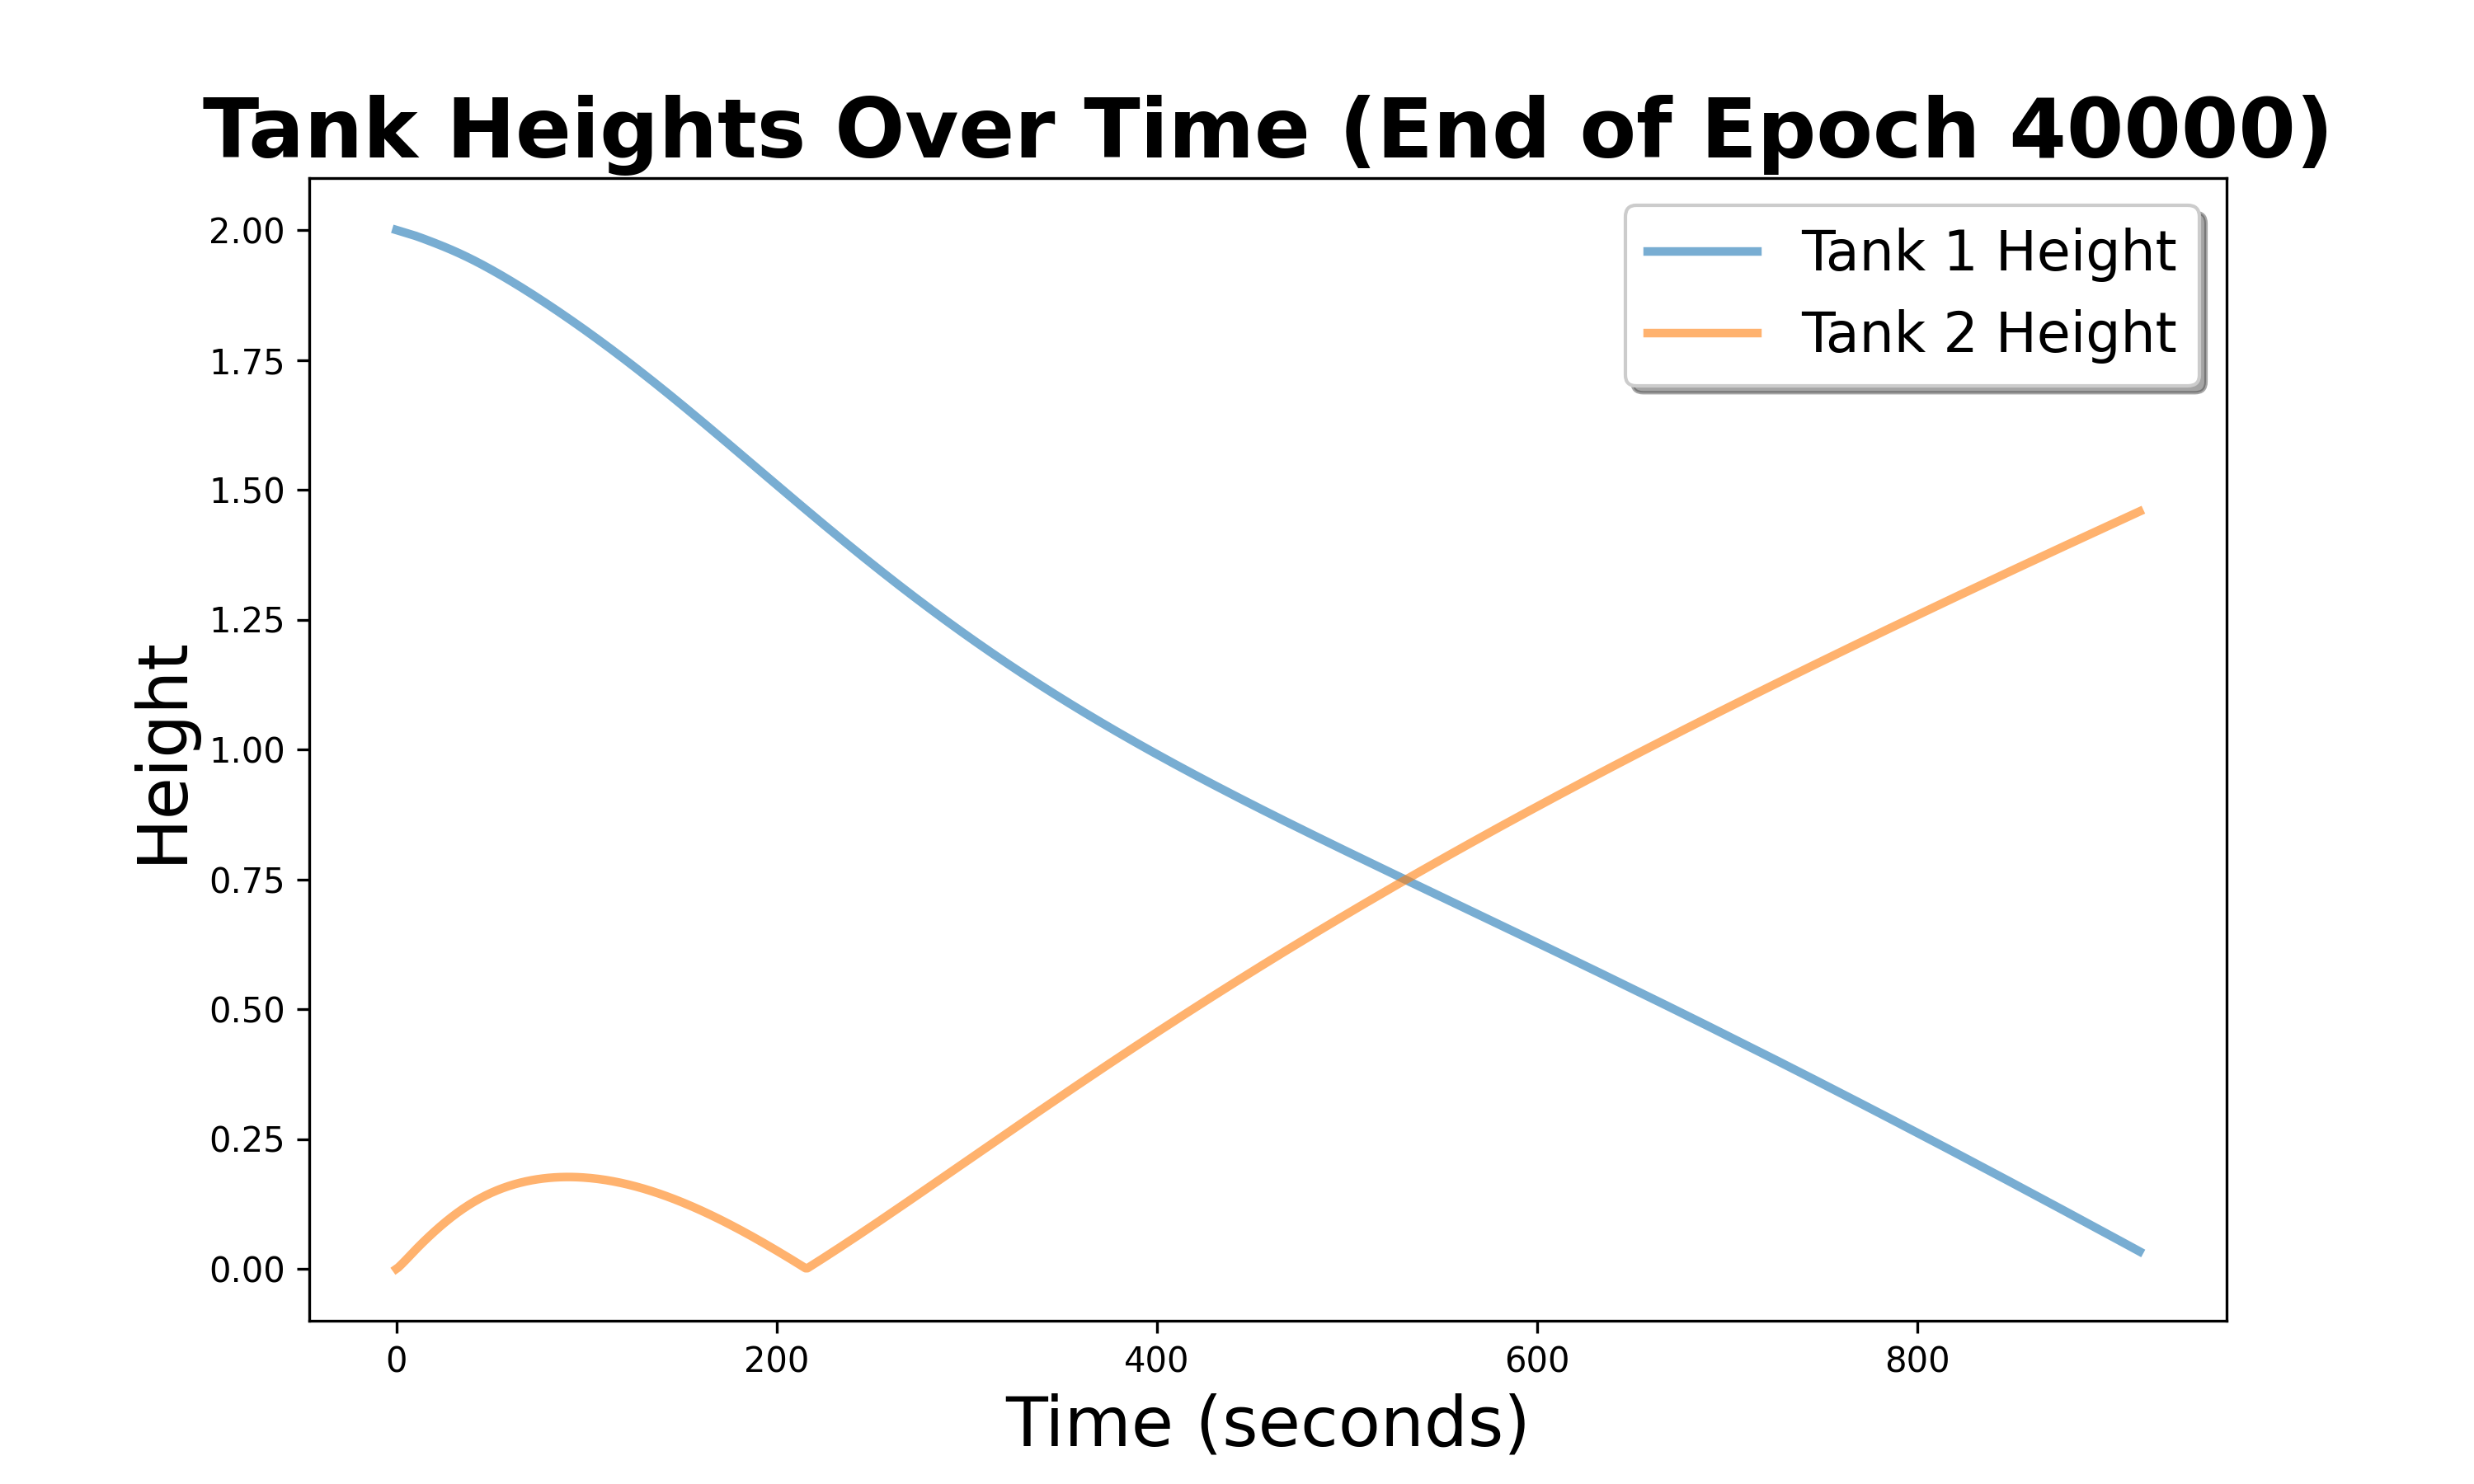 Tank Heights Over Time (End of Epoch 40000)
Tank 1 Height
Tank 2 Height
Height
2.00
1.75
1.50
1.25
1.00
0.75
0.50
0.25
0.00
0 200 400 600 800
Time (seconds)